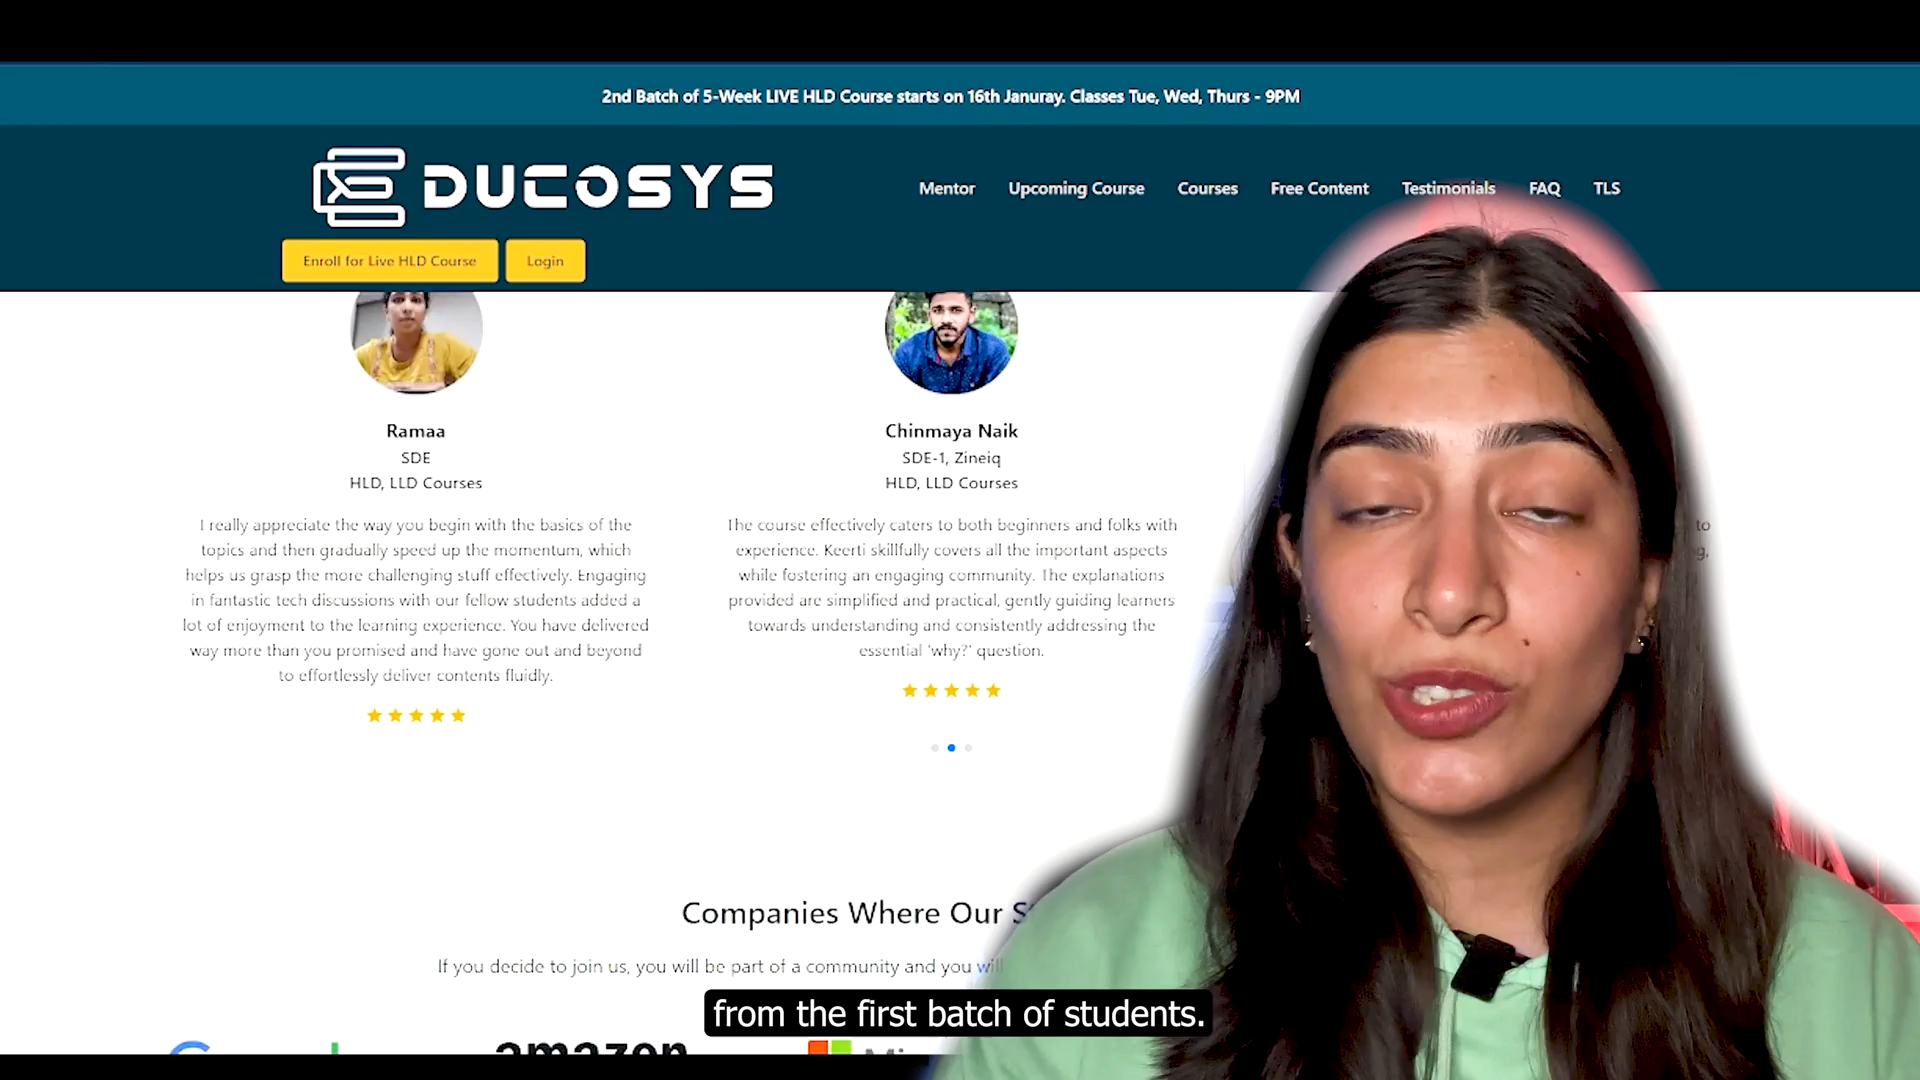 2nd Batch of 5-Week LIVE HLD Course starts on 16th Januray. Classes Tue, Wed, Thurs - 9PM
DUCOSYS
Mentor Upcoming Course Courses Free Content Testimonials FAQ TLS
Enroll for Live HLD Course Login
Ramaa
SDE
HLD, LLD Courses
I really appreciate the way you begin with the basics of the
topics and then gradually speed up the momentum, which
helps us grasp the more challenging stuff effectively. Engaging
in fantastic tech discussions with our fellow students added a
lot of enjoyment to the learning experience. You have delivered
way more than you promised and have gone out and beyond
to effortlessly deliver contents fluidly.
Chinmaya Naik
SDE-1, Zineiq
HLD, LLD Courses
The course effectively caters to both beginners and folks with
experience. Keerti skillfully covers all the important aspects
while fostering an engaging community. The explanations
provided are simplified and practical, gently guiding learners
towards understanding and consistently addressing the
essential 'why?' question.
to
Companies Where Our
If you decide to join us, you will be part of a community and you will
from the first batch of students.
amazon